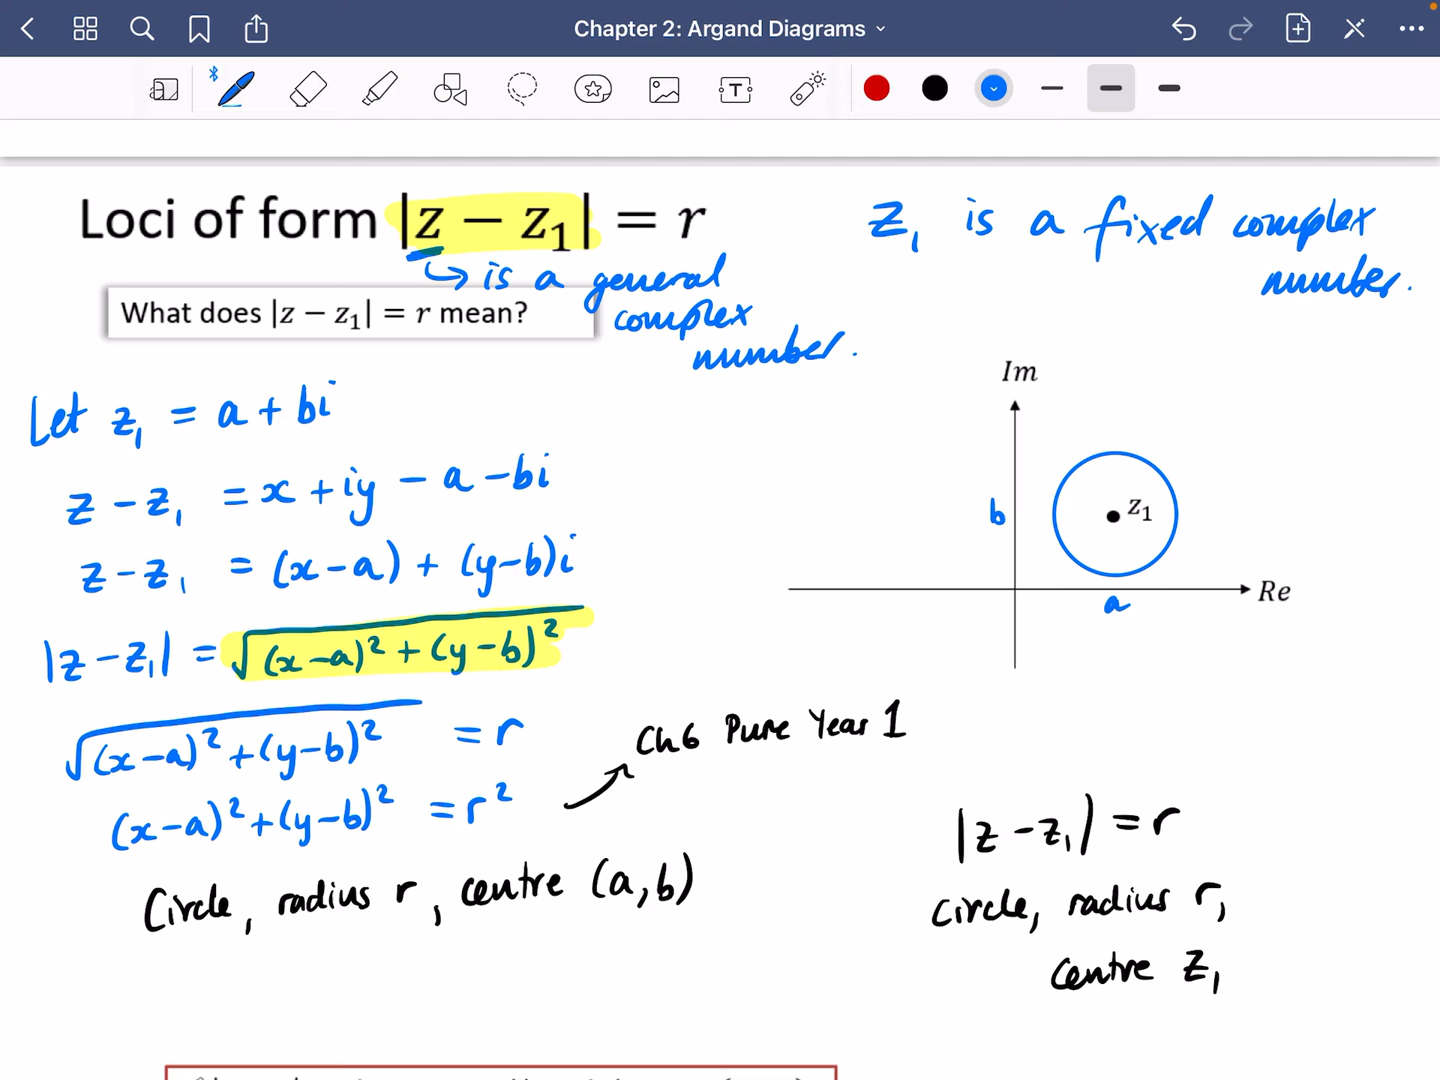 Chapter 2: Argand Diagrams
Loci of form |z − z₁| = r
z₁ is a fixed complex
number.
↳ is a general
complex
number.
What does |z − z₁| = r mean?
Let z₁ = a + bi
z − z₁ = x + iy − a − bi
z − z₁ = (x−a) + (y−b)i
|z − z₁| = √((x−a)² + (y−b)²)
√((x−a)² + (y−b)²) = r
(x−a)² + (y−b)² = r²
Ch6 Pure Year 1
Circle, radius r, centre (a,b)
Im
b
z₁
Re
a
|z − z₁| = r
circle, radius r,
centre z₁